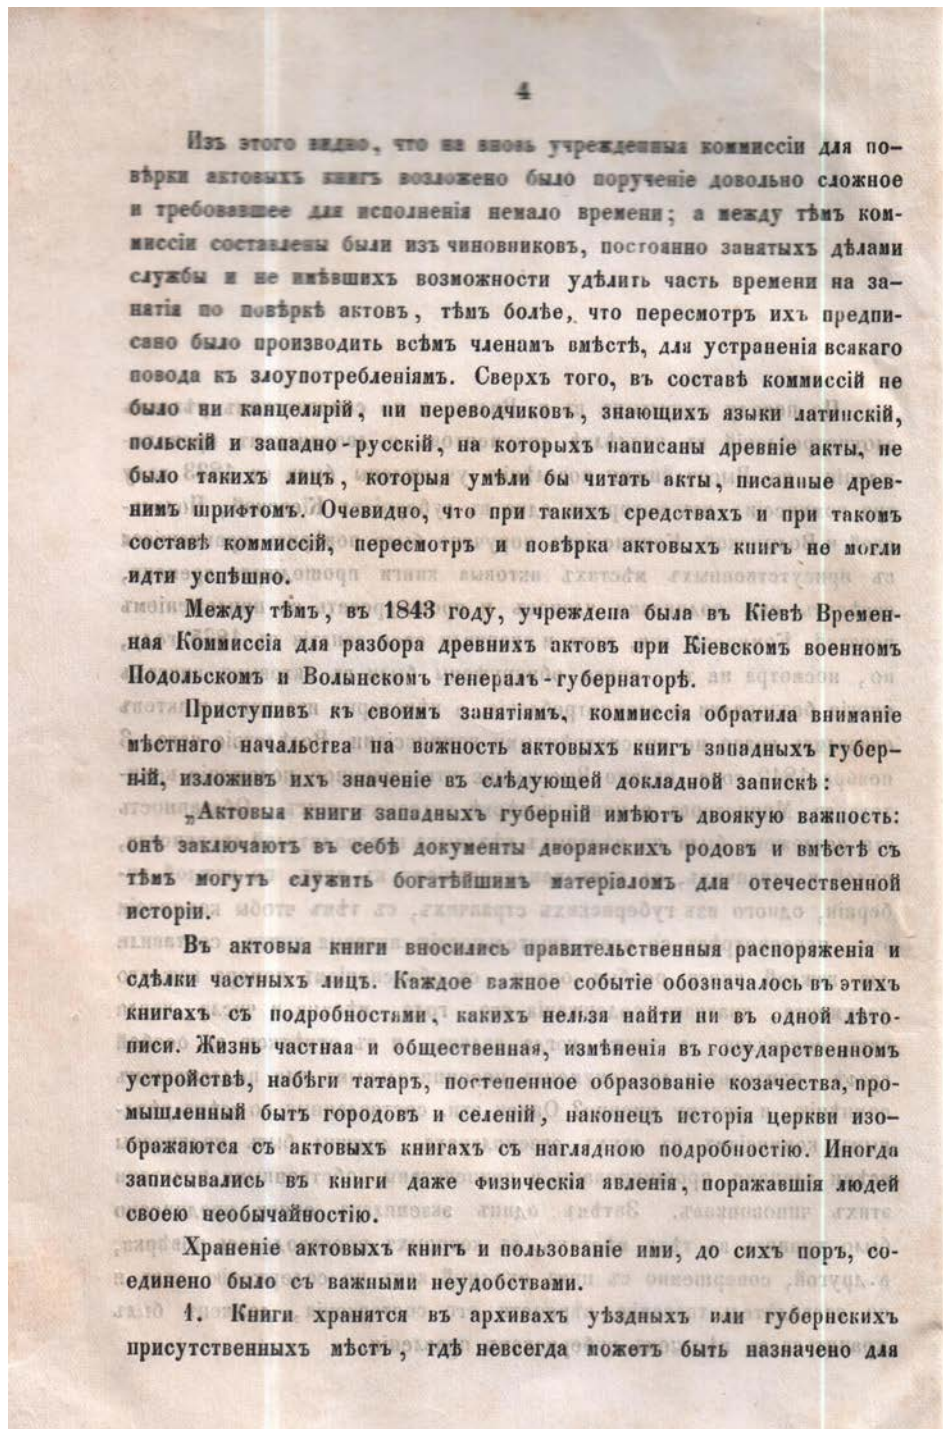 4
Изъ этого видно, что на вновь учрежденныя коммиссіи для по-
вѣрки актовыхъ книгъ возложено было порученіе довольно сложное
и требовавшее для исполненія немало времени; а между тѣмъ ком-
миссіи составлены были изъ чиновниковъ, постоянно занятыхъ дѣлами
службы и не имѣвшихъ возможности удѣлить часть времени на за-
нятія по повѣркѣ актовъ, тѣмъ болѣе, что пересмотръ ихъ предпи-
сано было производить всѣмъ членамъ вмѣстѣ, для устраненія всякаго
повода къ злоупотребленіямъ. Сверхъ того, въ составѣ коммиссій не
было ни канцелярій, ни переводчиковъ, знающихъ языки латинскій,
польскій и западно-русскій, на которыхъ написаны древніе акты, не
было такихъ лицъ, которыя умѣли бы читать акты, писанные древ-
нимъ шрифтомъ. Очевидно, что при такихъ средствахъ и при такомъ
составѣ коммиссій, пересмотръ и повѣрка актовыхъ книгъ не могли
идти успѣшно.
Между тѣмъ, въ 1843 году, учреждена была въ Кіевѣ Времен-
ная Коммиссія для разбора древнихъ актовъ при Кіевскомъ военномъ
Подольскомъ и Волынскомъ генералъ-губернаторѣ.
Приступивъ къ своимъ занятіямъ, коммиссія обратила вниманіе
мѣстнаго начальства на важность актовыхъ книгъ западныхъ губер-
ній, изложивъ ихъ значеніе въ слѣдующей докладной запискѣ:
„Актовыя книги западныхъ губерній имѣютъ двоякую важность:
онѣ заключаютъ въ себѣ документы дворянскихъ родовъ и вмѣстѣ съ
тѣмъ могутъ служить богатѣйшимъ матеріаломъ для отечественной
исторіи.
Въ актовыя книги вносились правительственныя распоряженія и
сдѣлки частныхъ лицъ. Каждое важное событіе обозначалось въ этихъ
книгахъ съ подробностями, какихъ нельзя найти ни въ одной лѣто-
писи. Жизнь частная и общественная, измѣненія въ государственномъ
устройствѣ, набѣги татаръ, постепенное образованіе козачества, про-
мышленный бытъ городовъ и селеній, наконецъ исторія церкви изо-
бражаются съ актовыхъ книгахъ съ наглядною подробностію. Иногда
записывались въ книги даже физическія явленія, поражавшія людей
своею необычайностію.
Храненіе актовыхъ книгъ и пользованіе ими, до сихъ поръ, со-
единено было съ важными неудобствами.
1. Книги хранятся въ архивахъ уѣздныхъ или губернскихъ
присутственныхъ мѣстъ, гдѣ невсегда можетъ быть назначено для